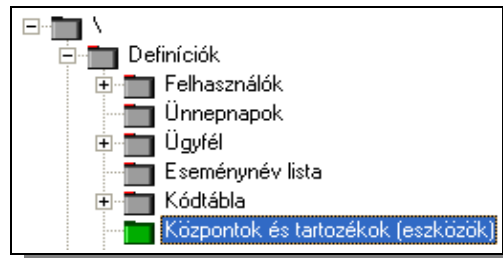 \
Definíciók
Felhasználók
Ünnepnapok
Ügyfél
Eseménynév lista
Kódtábla
Központok és tartozékok (eszközök)